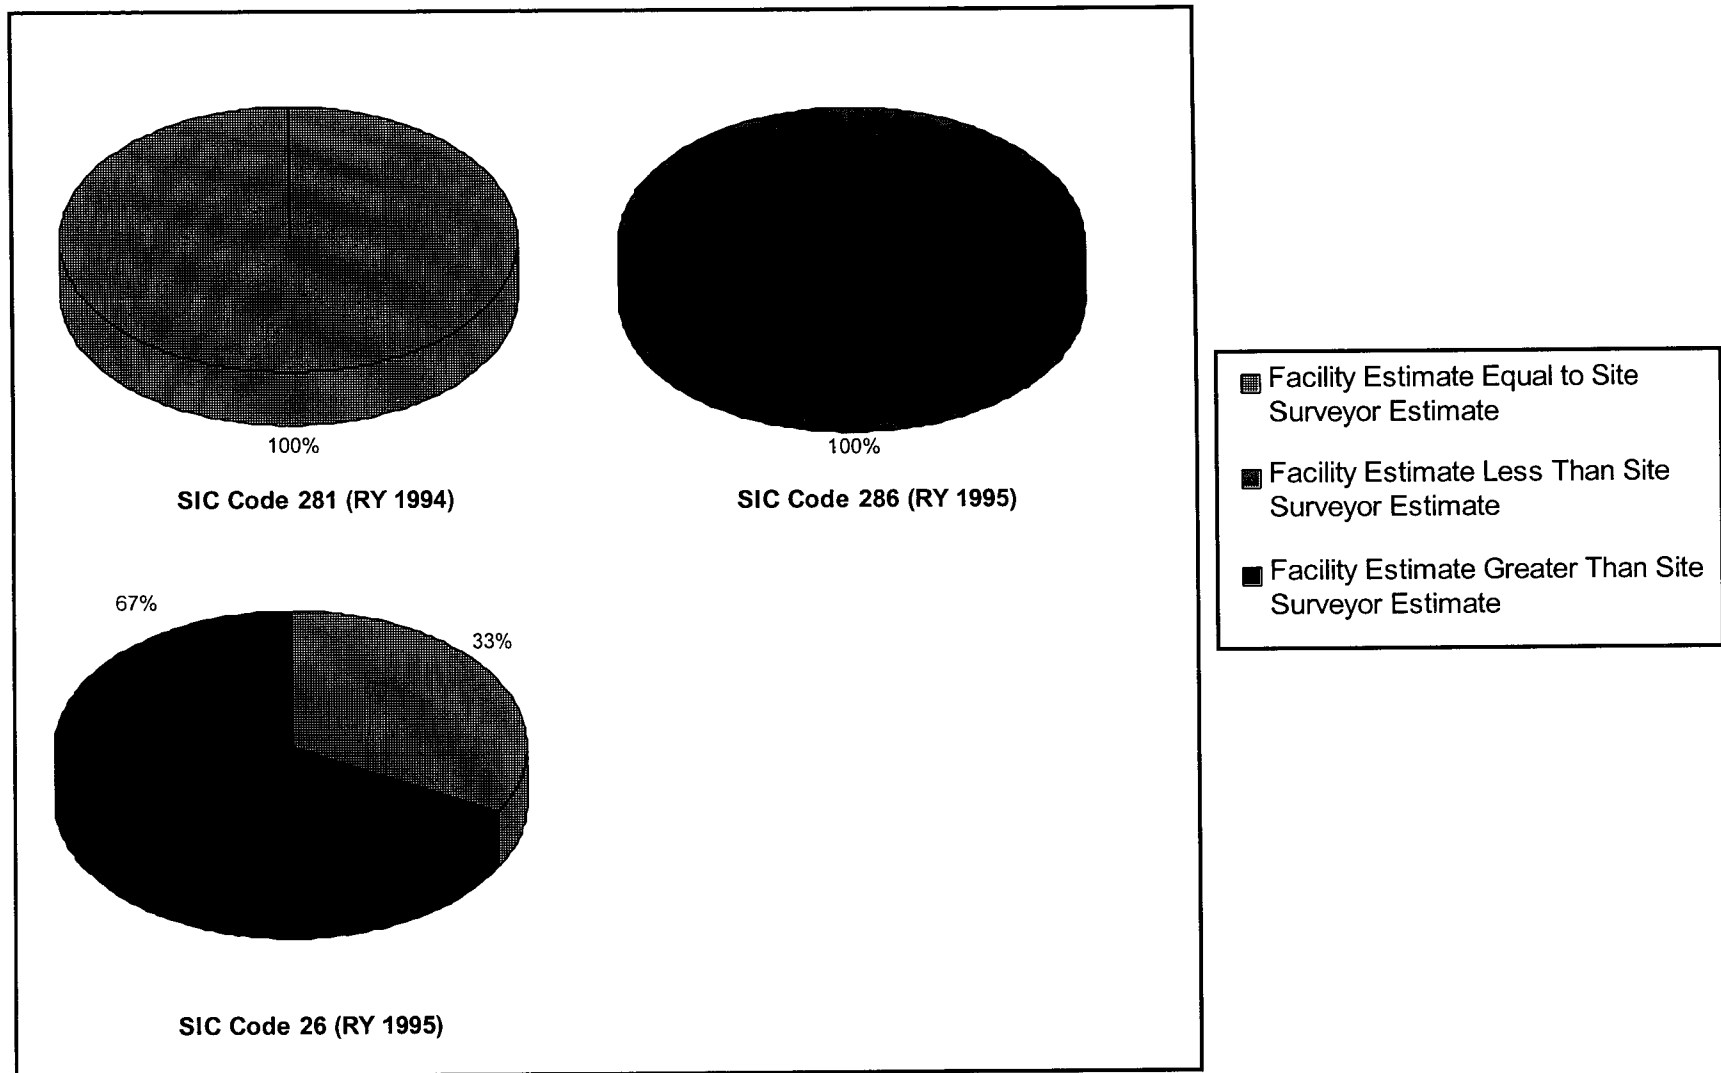 100%
SIC Code 281 (RY 1994)
100%
SIC Code 286 (RY 1995)
67%
33%
SIC Code 26 (RY 1995)
Facility Estimate Equal to Site
Surveyor Estimate
Facility Estimate Less Than Site
Surveyor Estimate
Facility Estimate Greater Than Site
Surveyor Estimate